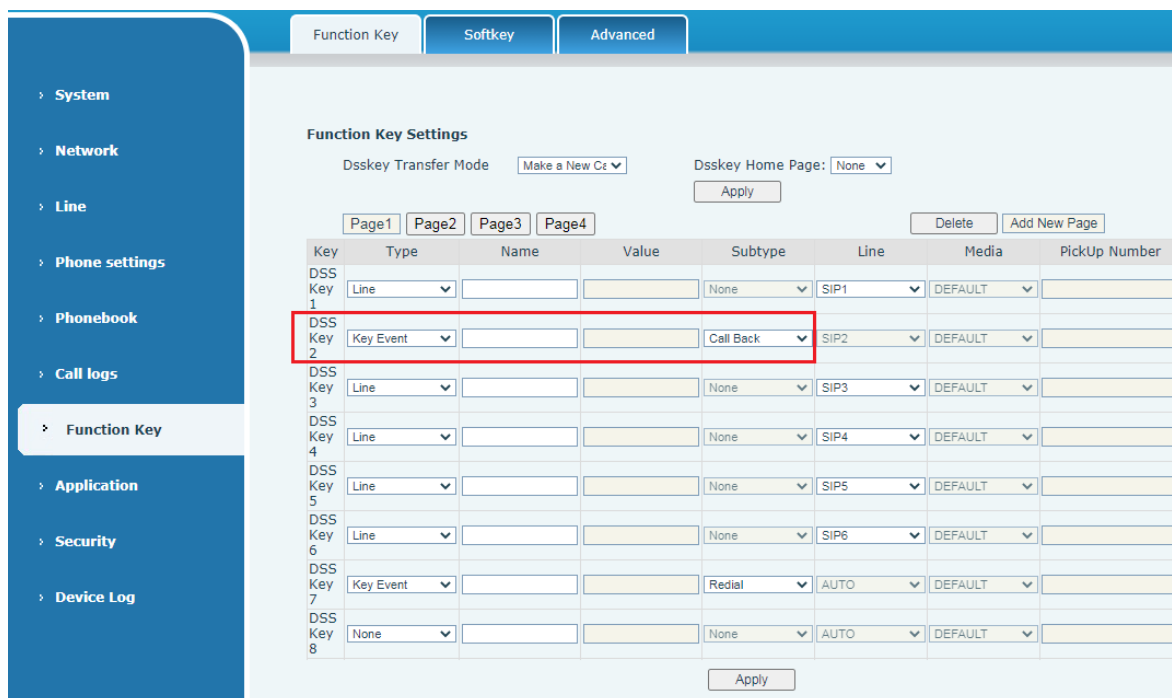 Function Key Softkey Advanced
System
Network
Line
Phone settings
Phonebook
Call logs
Function Key
Application
Security
Device Log
Function Key Settings
Dsskey Transfer Mode Make a New Ca Dsskey Home Page: None
Apply
Page1 Page2 Page3 Page4 Delete Add New Page
Key Type Name Value Subtype Line Media PickUp Number
DSS Key 1 Line None SIP1 DEFAULT
DSS Key 2 Key Event Call Back SIP2 DEFAULT
DSS Key 3 Line None SIP3 DEFAULT
DSS Key 4 Line None SIP4 DEFAULT
DSS Key 5 Line None SIP5 DEFAULT
DSS Key 6 Line None SIP6 DEFAULT
DSS Key 7 Key Event Redial AUTO DEFAULT
DSS Key 8 None None AUTO DEFAULT
Apply